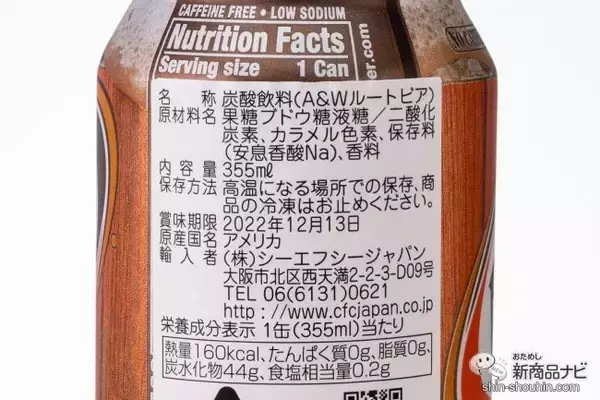 CAFFEINE FREE • LOW SODIUM
Nutrition Facts
Serving size 1 Can
er.com
名称 炭酸飲料(A&Wルートビア)
原材料名 果糖ブドウ糖液糖/二酸化
炭素、カラメル色素、保存料
(安息香酸Na)、香料
内容量 355ml
保存方法 高温になる場所での保存、商
品の冷凍はお止めください。
賞味期限 2022年12月13日
原産国名 アメリカ
輸入者 (株)シーエフシージャパン
大阪市北区西天満2-2-3-D09号
TEL 06(6131)0621
https://www.cfcjapan.co.jp
栄養成分表示 1缶(355ml)当たり
熱量160kcal、たんぱく質0g、脂質0g、
炭水化物44g、食塩相当量0.2g
おためし
新商品ナビ
shin-shouhin.com